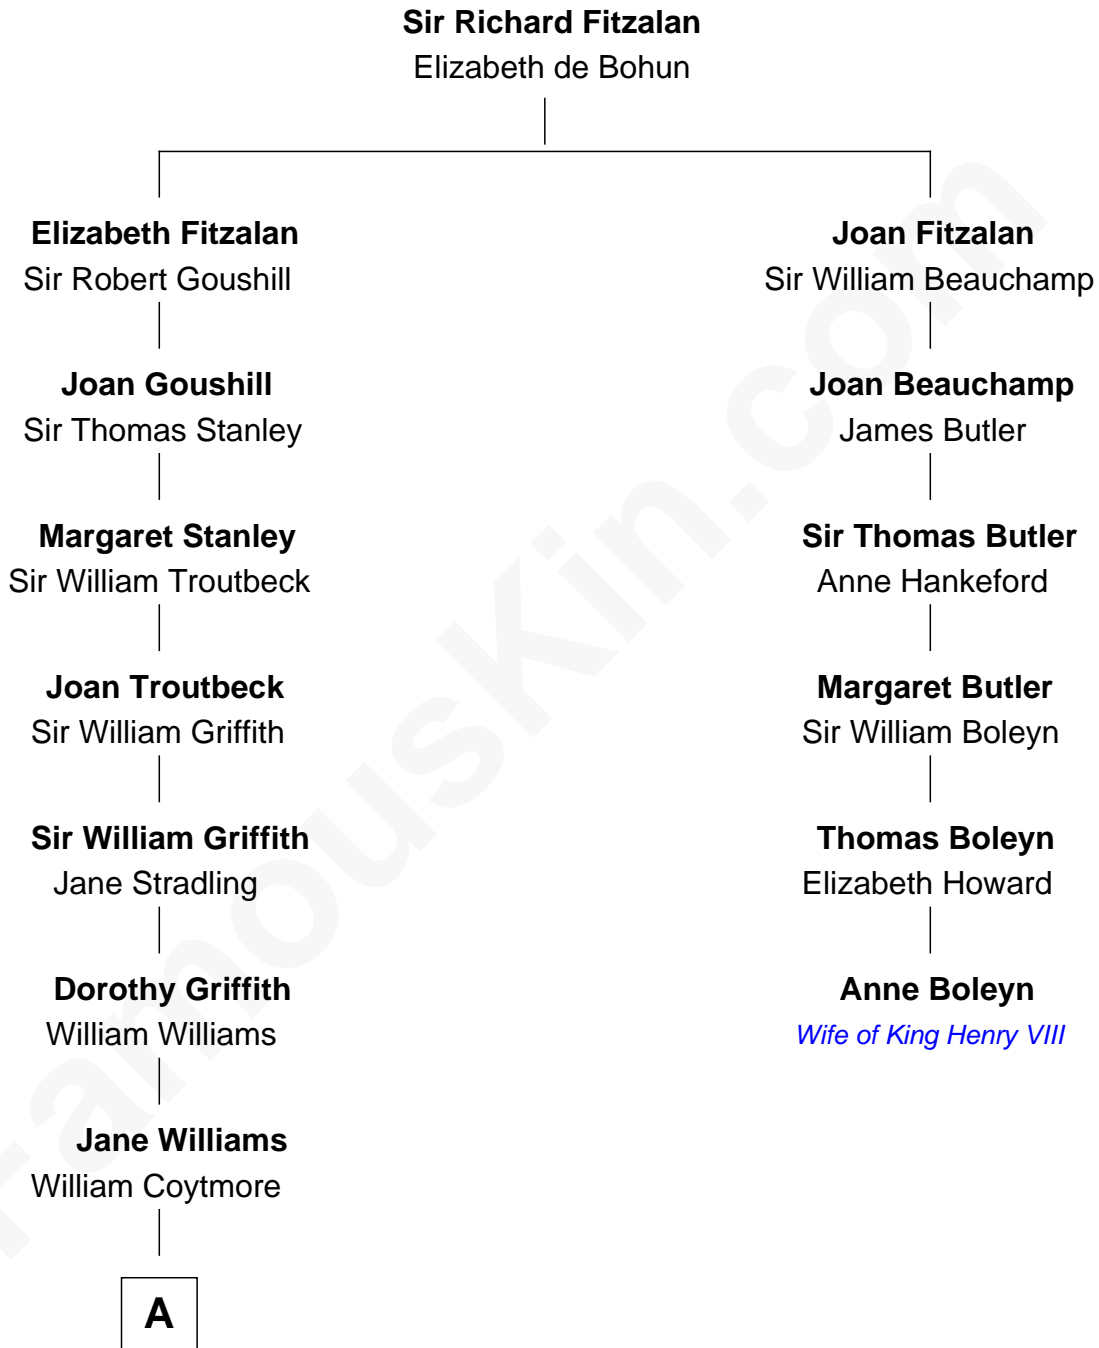 Sir Richard Fitzalan
Elizabeth de Bohun
Elizabeth Fitzalan
Sir Robert Goushill
Joan Fitzalan
Sir William Beauchamp
Joan Goushill
Sir Thomas Stanley
Joan Beauchamp
James Butler
Margaret Stanley
Sir William Troutbeck
Sir Thomas Butler
Anne Hankeford
Joan Troutbeck
Sir William Griffith
Margaret Butler
Sir William Boleyn
Sir William Griffith
Jane Stradling
Thomas Boleyn
Elizabeth Howard
Dorothy Griffith
William Williams
Anne Boleyn
Wife of King Henry VIII
Jane Williams
William Coytmore
A
FamousKin.com